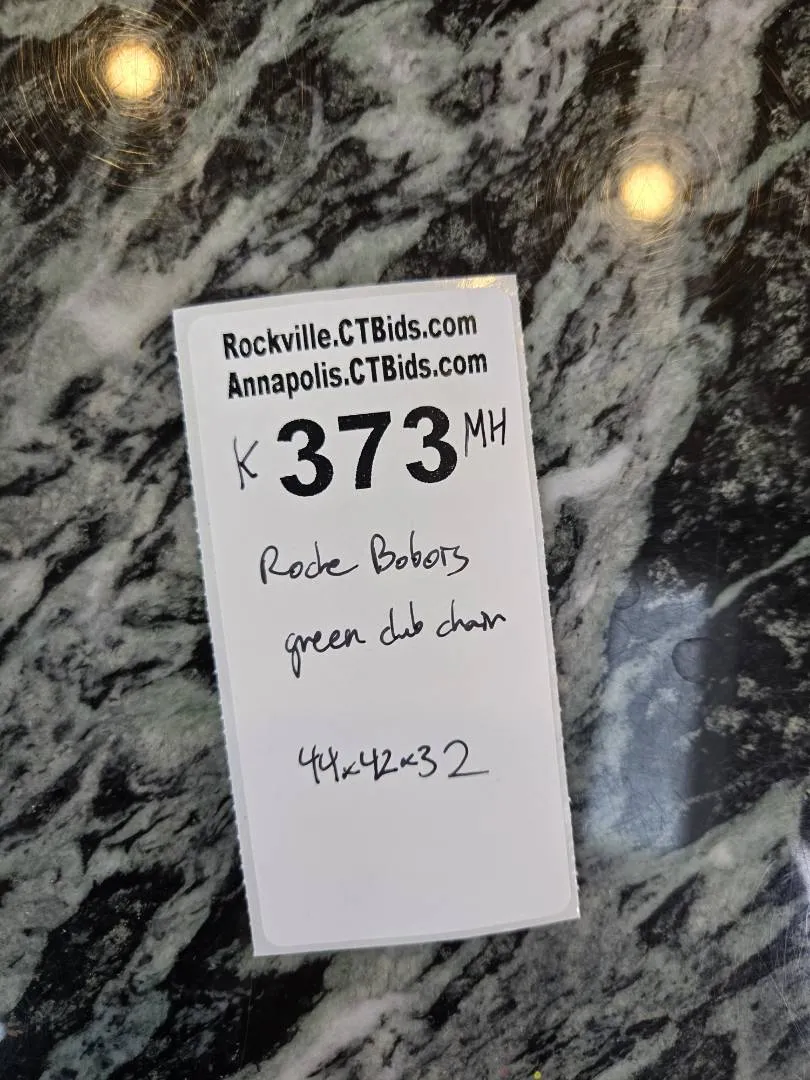 Rockville.CTBids.com
Annapolis.CTBids.com
K 373 MH
Roche Bobois
green club chair
44x42x32